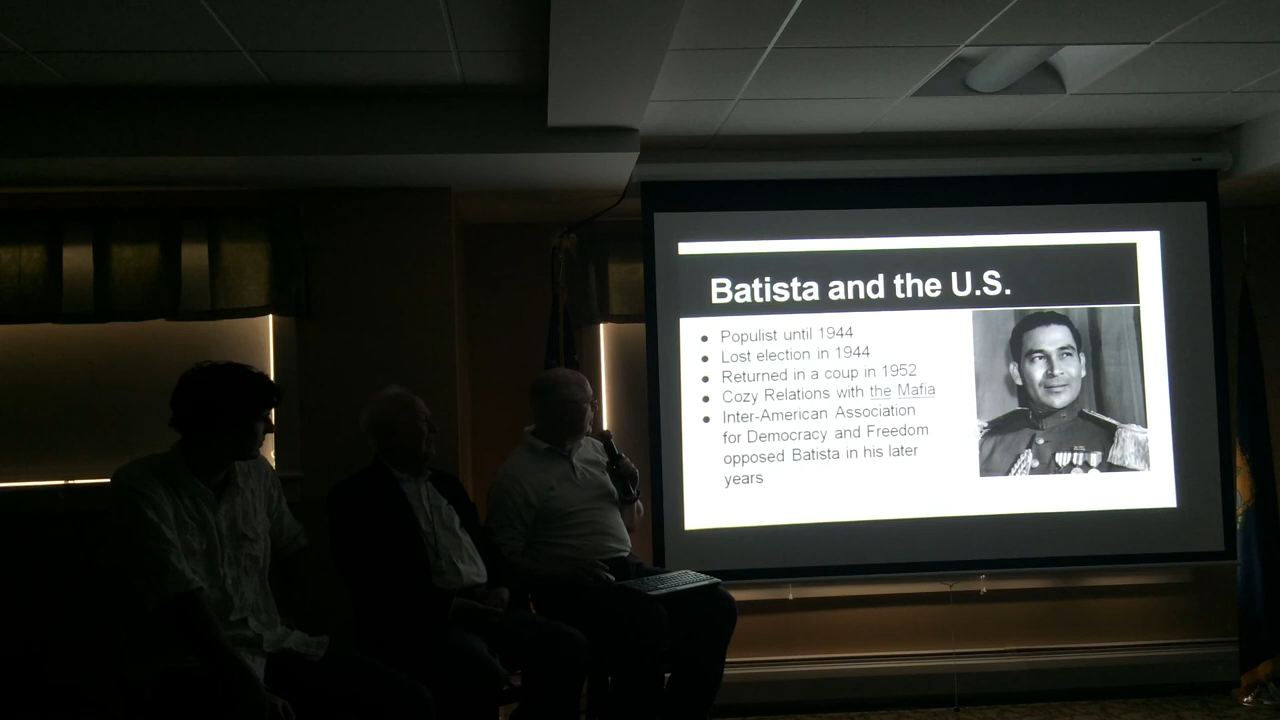 Batista and the U.S.
• Populist until 1944
• Lost election in 1944
• Returned in a coup in 1952
• Cozy Relations with the Mafia
• Inter-American Association
for Democracy and Freedom
opposed Batista in his later
years